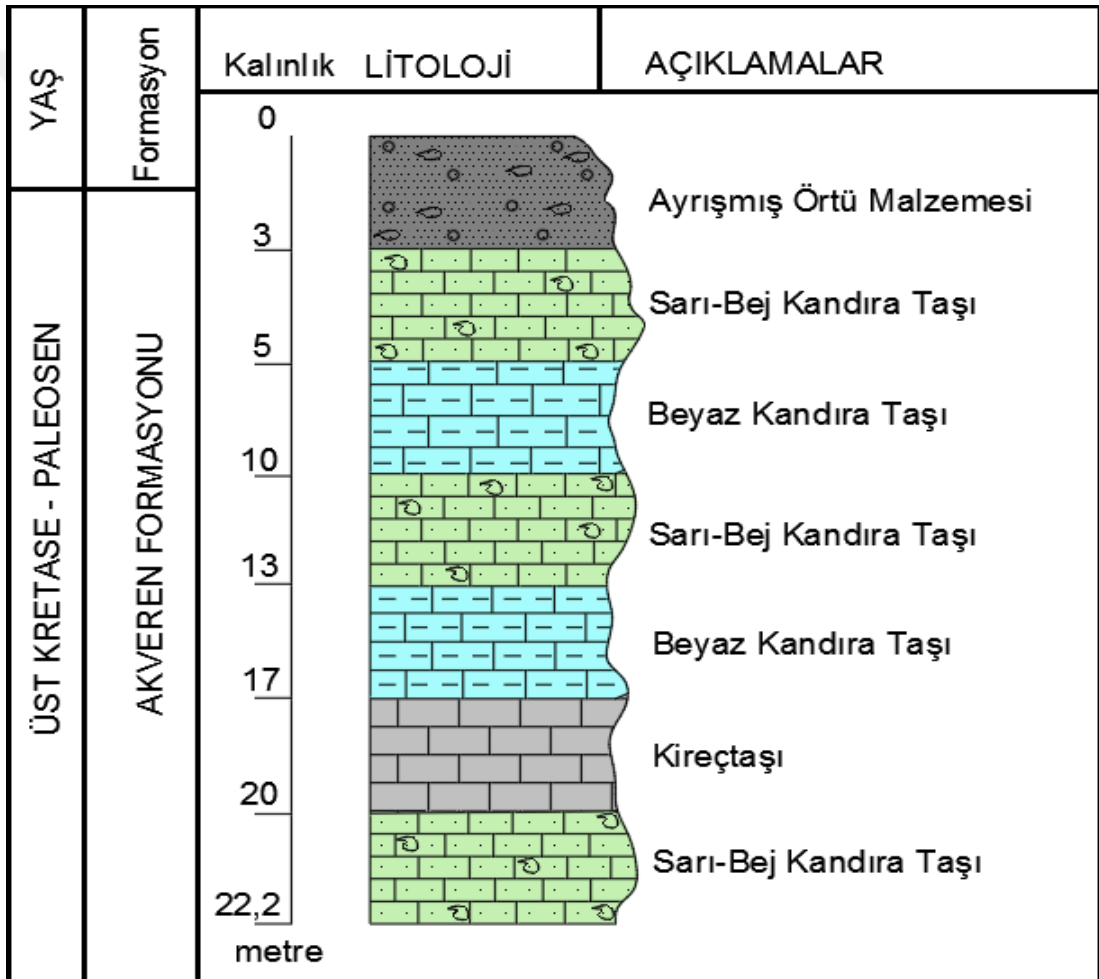 YAŞ
Formasyon
Kalınlık LİTOLOJİ
AÇIKLAMALAR
ÜST KRETASE - PALEOSEN
AKVEREN FORMASYONU
0
Ayrışmış Örtü Malzemesi
3
Sarı-Bej Kandıra Taşı
5
Beyaz Kandıra Taşı
10
Sarı-Bej Kandıra Taşı
13
Beyaz Kandıra Taşı
17
Kireçtaşı
20
Sarı-Bej Kandıra Taşı
22,2
metre